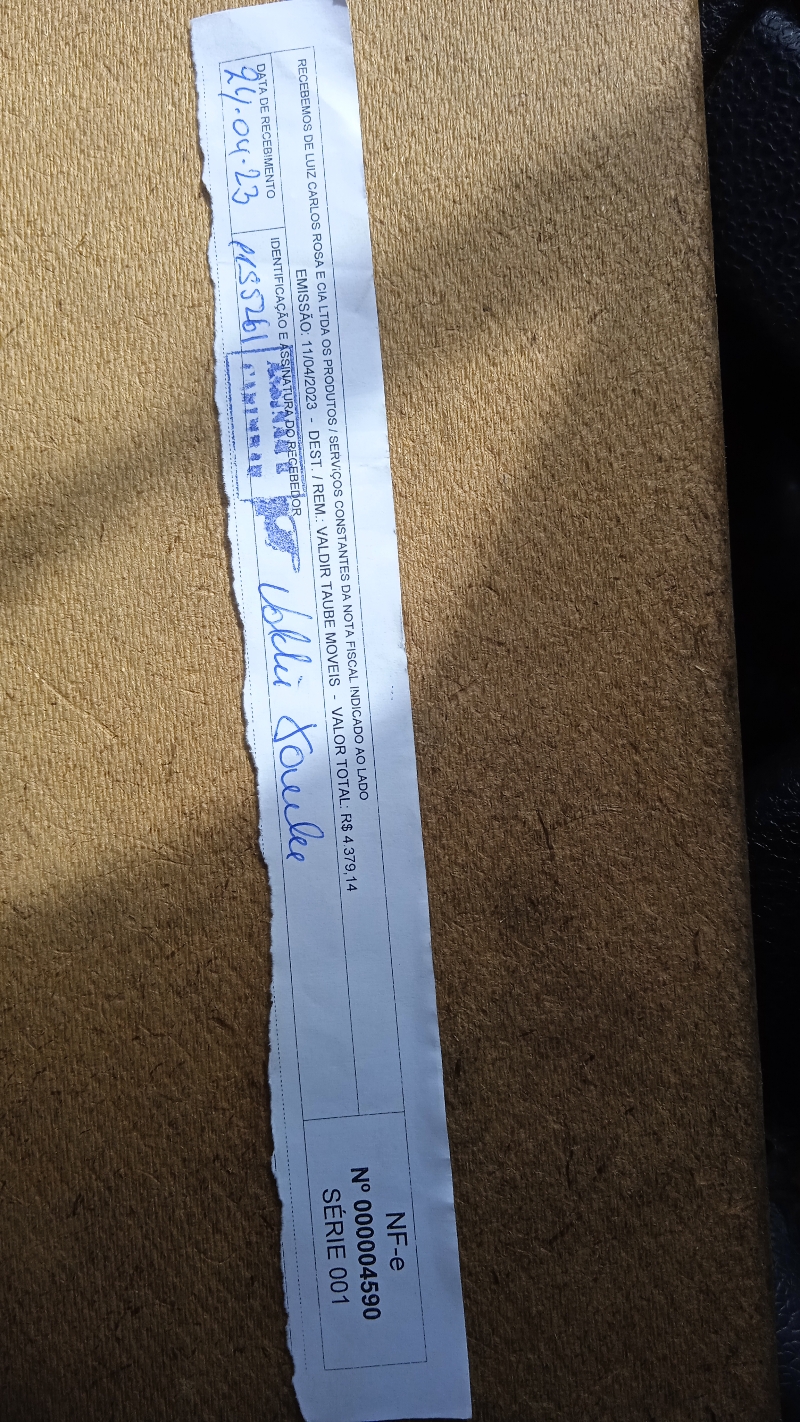 RECEBEMOS DE LUIZ CARLOS ROSA E CIA LTDA OS PRODUTOS / SERVIÇOS CONSTANTES DA NOTA FISCAL INDICADO AO LADO
EMISSÃO: 11/04/2023 - DEST. / REM.: VALDIR TAUBE MOVEIS - VALOR TOTAL: R$ 4.379,14
DATA DE RECEBIMENTO
24.04.23
IDENTIFICAÇÃO E ASSINATURA DO RECEBEDOR
Valdir Taube
NF-e
Nº 000004590
SÉRIE 001